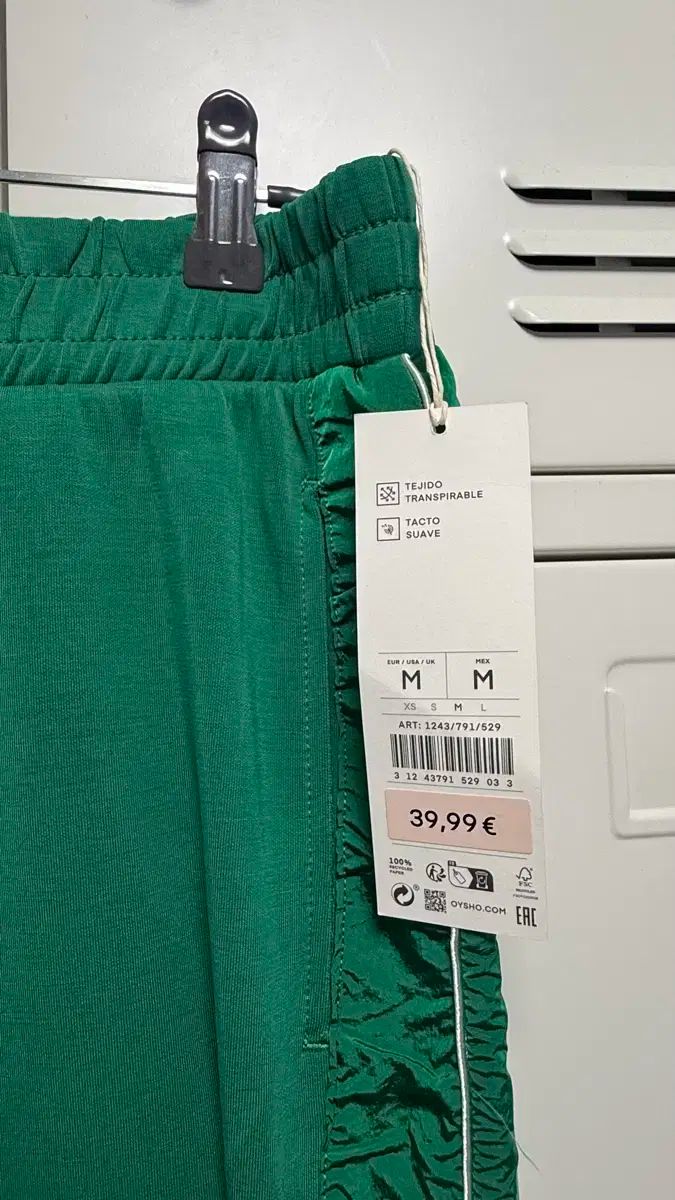 TEJIDO
TRANSPIRABLE
TACTO
SUAVE
EUR / USA / UK
MEX
M
M
XS S M L
ART: 1243/791/529
3 12 43791 529 03 3
39,99 €
100%
RECYCLED
PAPER
FR
FSC
OYSHO.COM
EAC